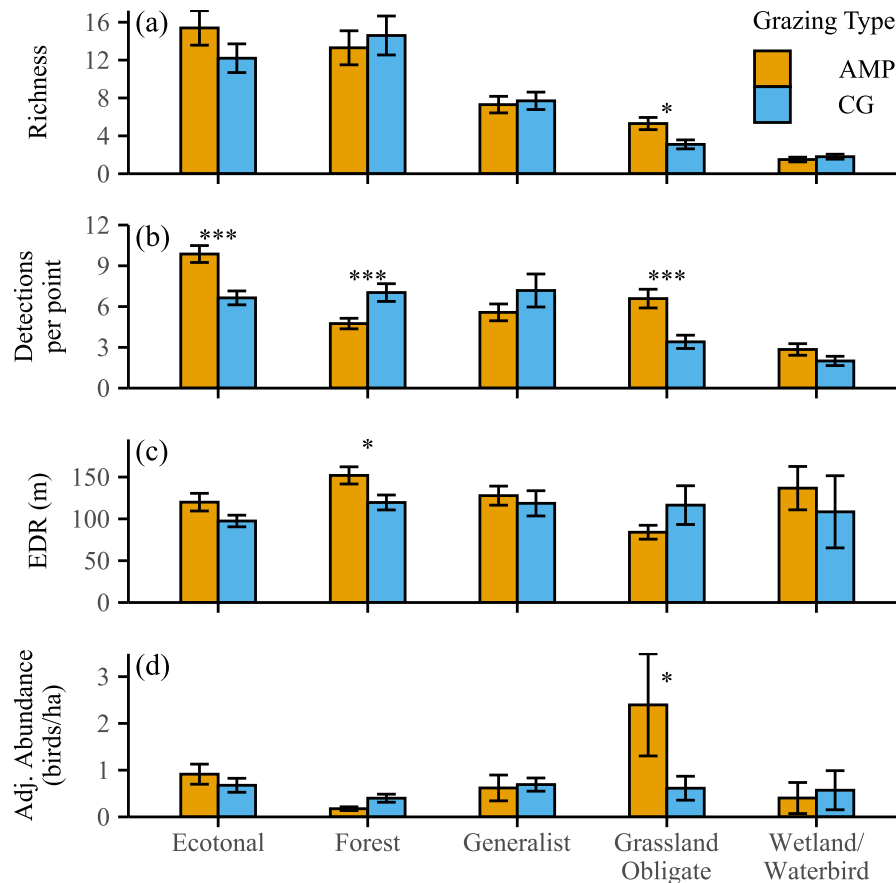 (a)
Grazing Type
AMP
CG
Richness
16
12
8
4
0
*
(b)
Detections
per point
12
9
6
3
0
***
***
***
(c)
EDR (m)
150
100
50
0
*
(d)
Adj. Abundance
(birds/ha)
3
2
1
0
*
Ecotonal
Forest
Generalist
Grassland
Obligate
Wetland/
Waterbird